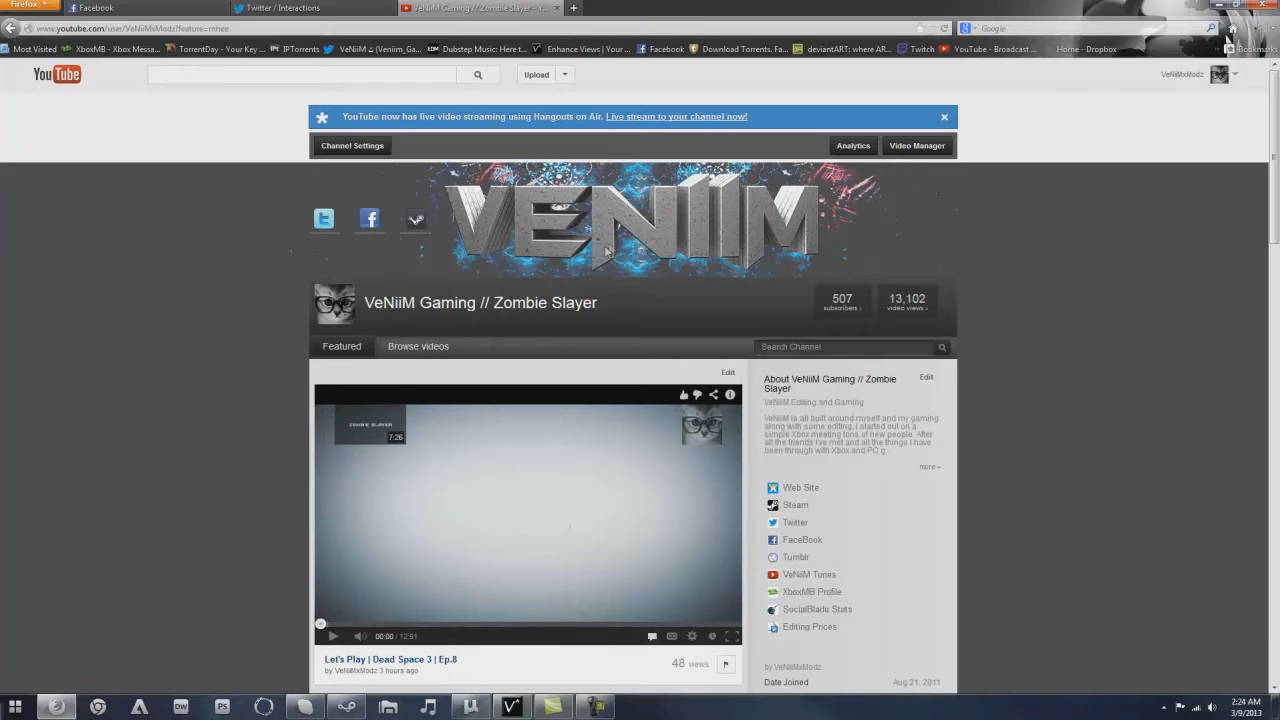 Firefox
Facebook
Twitter / Interactions
VeNiiM Gaming // Zombie Slayer - Y...
www.youtube.com/user/VeNiiMxModz?feature=mhee
Google
Most Visited
XboxMB - Xbox Messa...
TorrentDay - Your Key ...
IPTorrents
Dubstep Music: Here t...
Enhance Views | You...
Facebook
Download Torrents. Fa...
deviantART: where AR...
Twitch
YouTube - Broadcast ...
Home - Dropbox
Bookmarks
YouTube
Upload
VeNiiMxModz
YouTube now has live video streaming using Hangouts on Air. Live stream to your channel now!
Channel Settings
Analytics
Video Manager
VENIIM
VeNiiM Gaming // Zombie Slayer
507
subscribers ›
13,102
video views ›
Featured
Browse videos
Search Channel
Edit
ZOMBIE SLAYER
7:26
00:00 / 12:51
Let's Play | Dead Space 3 | Ep.8
by VeNiiMxModz 3 hours ago
48 views
About VeNiiM Gaming // Zombie
Slayer
Edit
VeNiiM Editing and Gaming
VeNiiM is all built around myself and my gaming
along with some editing. I started out on a
simple Xbox meeting tons of new people. After
all the friends I've met and all the things I have
been through with Xbox and PC g.
more
Web Site
Steam
Twitter
FaceBook
Tumblr
VeNiiM Tunes
XboxMB Profile
SocialBlade Stats
Editing Prices
by VeNiiMxModz
Date Joined
Aug 21, 2011
DW
PS
2:24 AM
3/9/2013